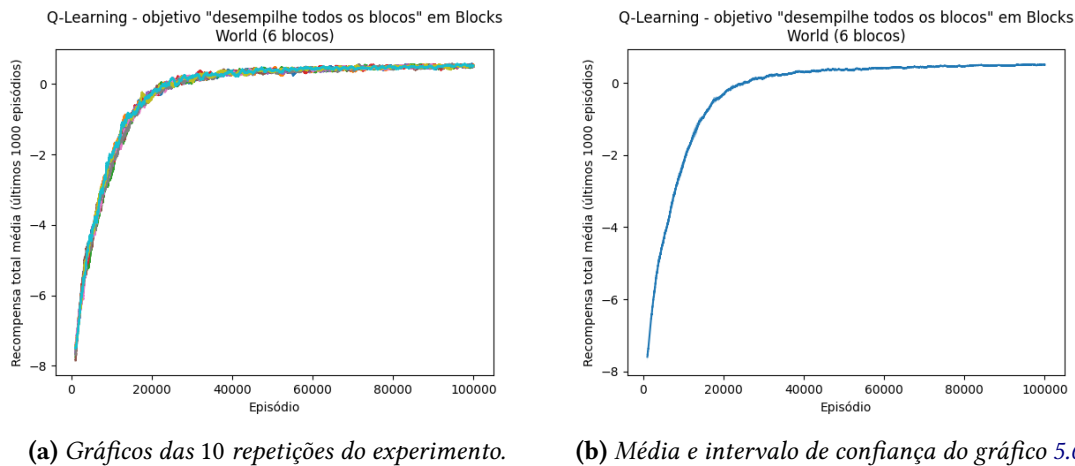 Q-Learning - objetivo "desempilhe todos os blocos" em Blocks
World (6 blocos)
Recompensa total média (últimos 1000 episódios)
0
−2
−4
−6
−8
0 20000 40000 60000 80000 100000
Episódio
(a) Gráficos das 10 repetições do experimento.
Q-Learning - objetivo "desempilhe todos os blocos" em Blocks
World (6 blocos)
Recompensa total média (últimos 1000 episódios)
0
−2
−4
−6
−8
0 20000 40000 60000 80000 100000
Episódio
(b) Média e intervalo de confiança do gráfico